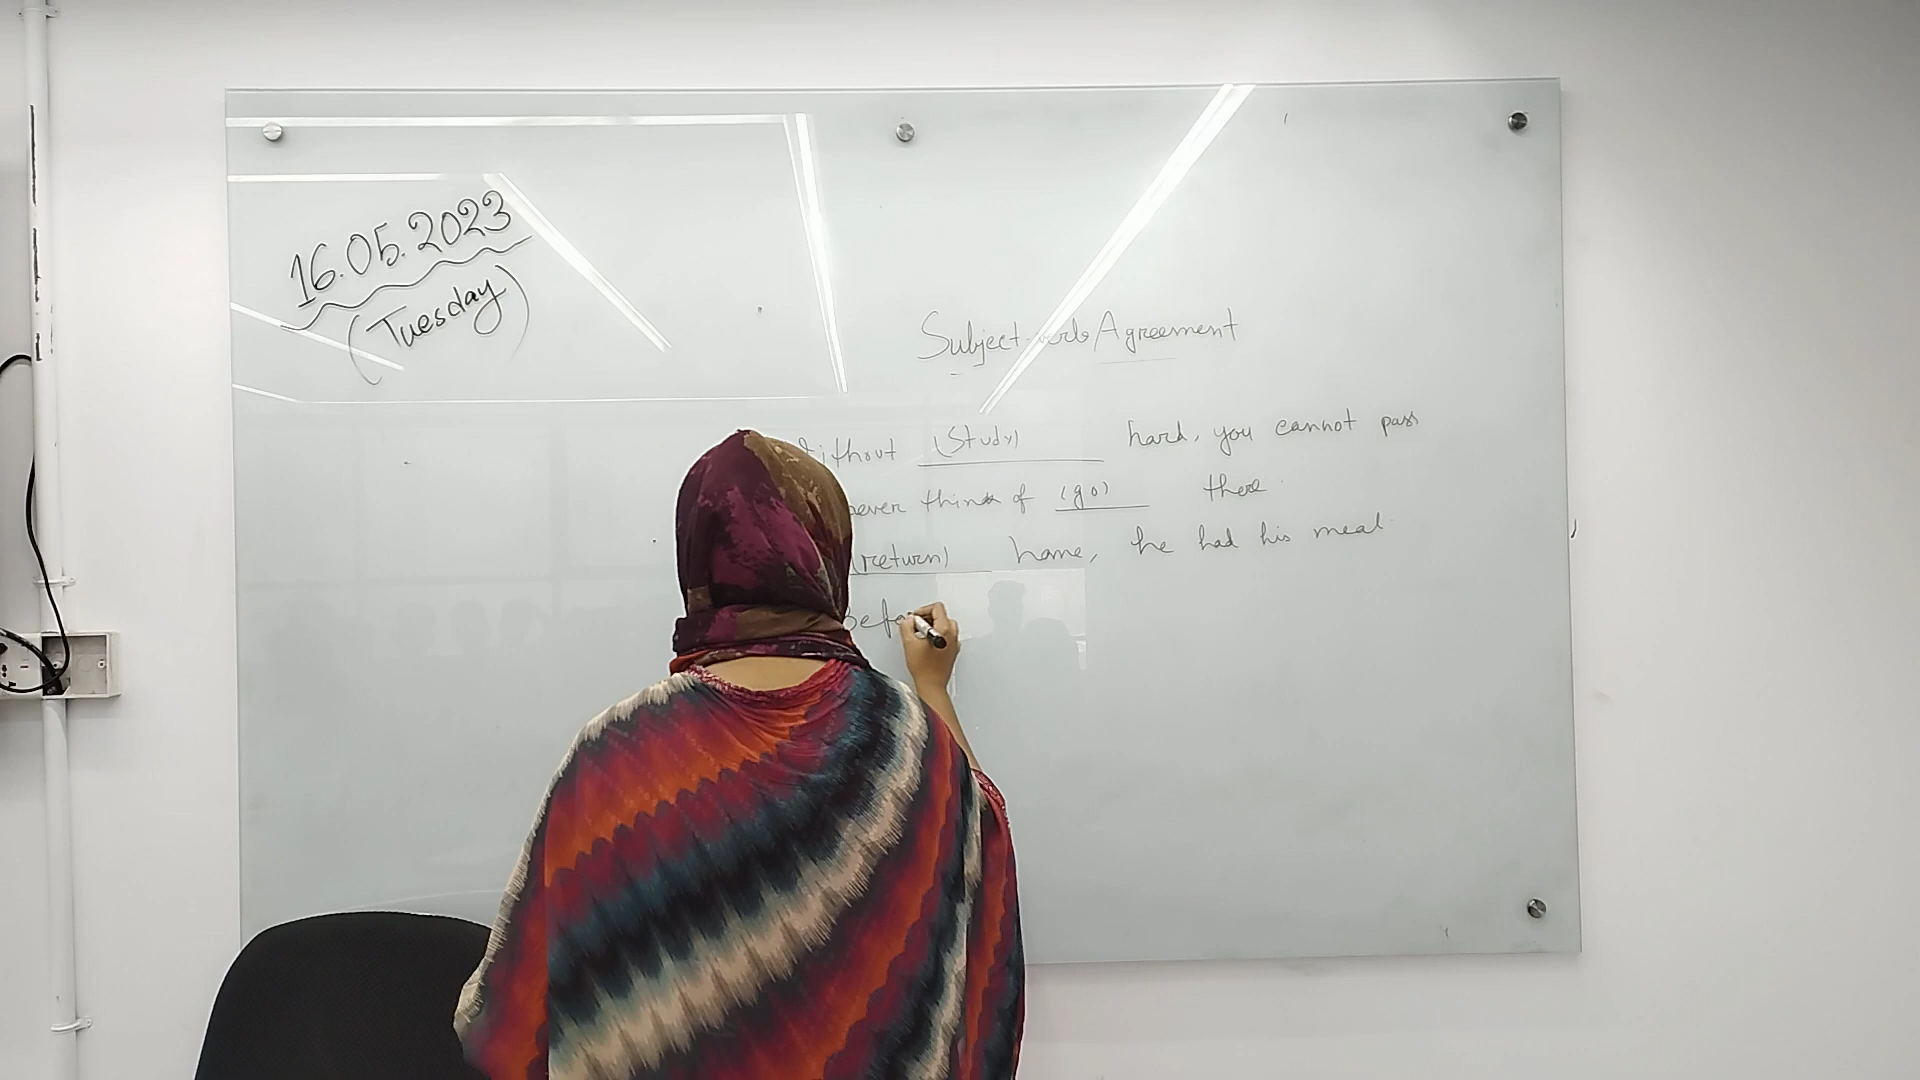 16.05.2023
(Tuesday)
Subject-verb Agreement
Without (Study) hard, you cannot pass
never think of (go) there.
(return) home, he had his meal.
Befo